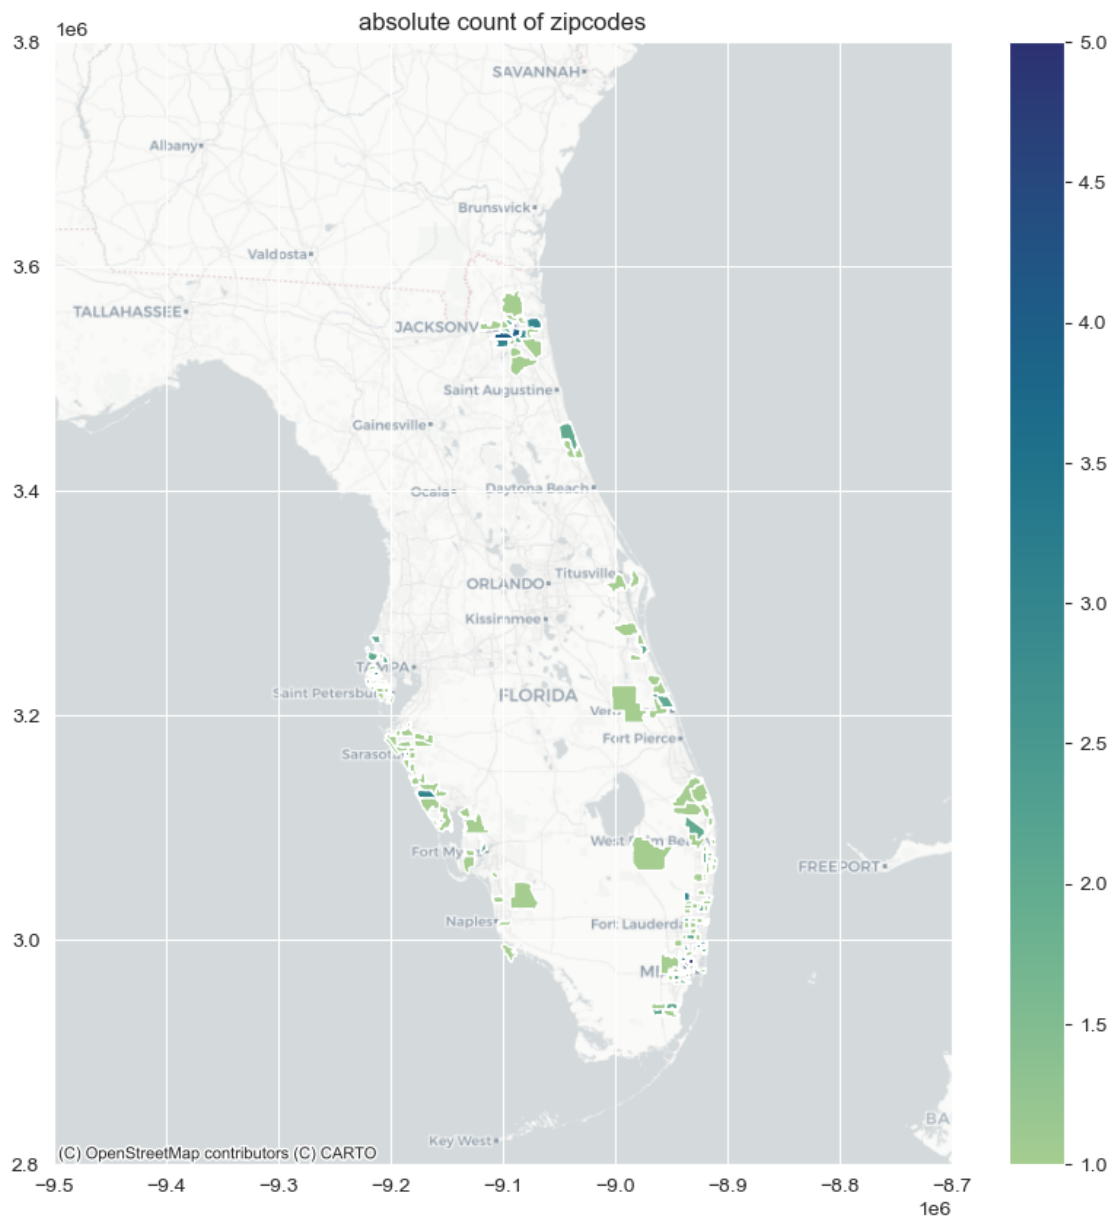 absolute count of zipcodes
1e6
3.8
3.6
3.4
3.2
3.0
2.8
SAVANNAH
Albany
Brunswick
Valdosta
TALLAHASSEE
JACKSONV
Saint Augustine
Gainesville
Ocala
Daytona Beach
Titusville
ORLANDO
Kissimmee
TAMPA
Saint Petersbu
FLORIDA
Ver
Fort Pierce
Sarasota
West Palm Bea
Fort My
FREEPORT
Naples
Fort Lauderda
MI
BA
Key West
(C) OpenStreetMap contributors (C) CARTO
−9.5 −9.4 −9.3 −9.2 −9.1 −9.0 −8.9 −8.8 −8.7
1e6
5.0
4.5
4.0
3.5
3.0
2.5
2.0
1.5
1.0